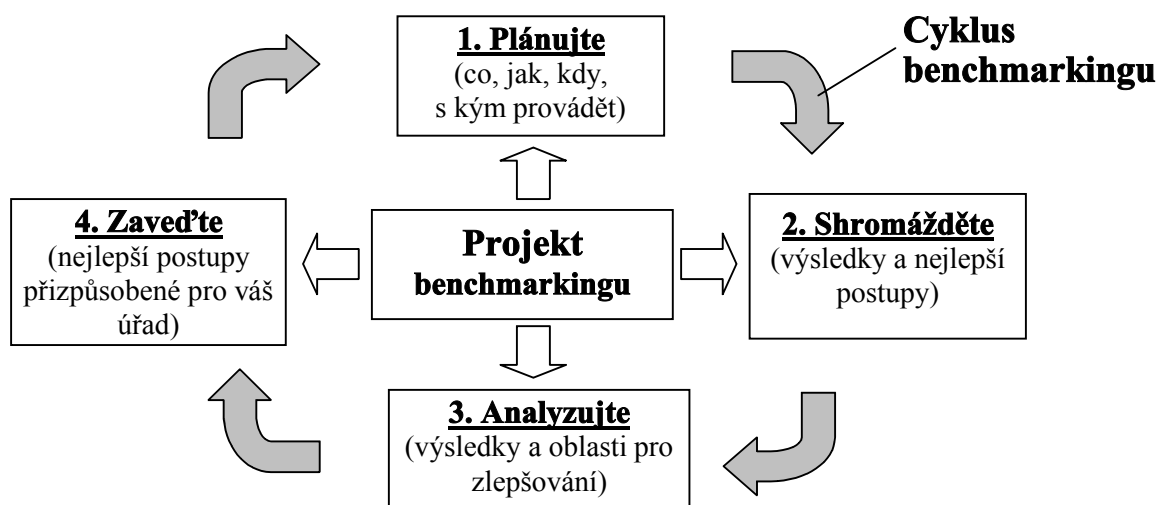 1. Plánujte
(co, jak, kdy,
s kým provádět)
Cyklus
benchmarkingu
4. Zaveďte
(nejlepší postupy
přizpůsobené pro váš
úřad)
Projekt
benchmarkingu
2. Shromážděte
(výsledky a nejlepší
postupy)
3. Analyzujte
(výsledky a oblasti pro
zlepšování)